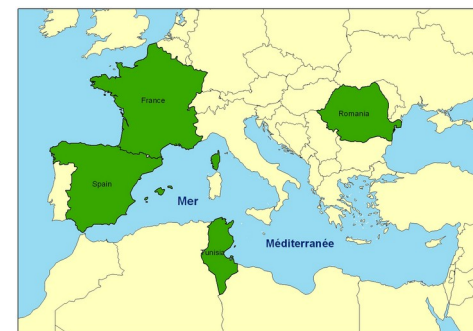 France
Romania
Spain
Mer
Tunisia
Méditerranée